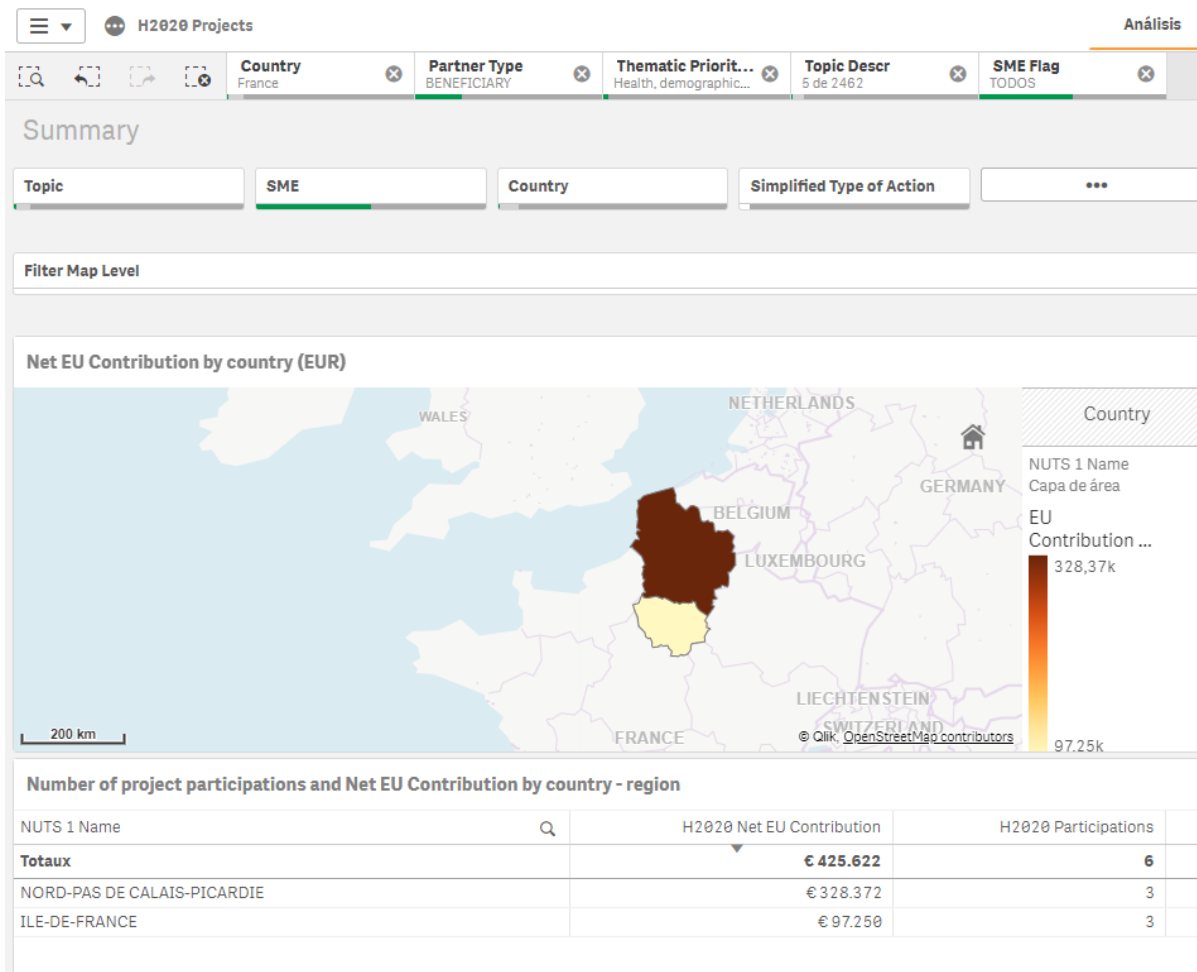 H2020 Projects
Análisis
Country
France
Partner Type
BENEFICIARY
Thematic Priorit...
Health, demographic...
Topic Descr
5 de 2462
SME Flag
TODOS
Summary
Topic
SME
Country
Simplified Type of Action
•••
Filter Map Level
Net EU Contribution by country (EUR)
WALES
NETHERLANDS
GERMANY
BELGIUM
LUXEMBOURG
LIECHTENSTEIN
SWITZERLAND
FRANCE
200 km
© Qlik, OpenStreetMap contributors
Country
NUTS 1 Name
Capa de área
EU
Contribution ...
328,37k
97.25k
Number of project participations and Net EU Contribution by country - region
NUTS 1 Name H2020 Net EU Contribution H2020 Participations
Totaux € 425.622 6
NORD-PAS DE CALAIS-PICARDIE € 328.372 3
ILE-DE-FRANCE € 97.250 3